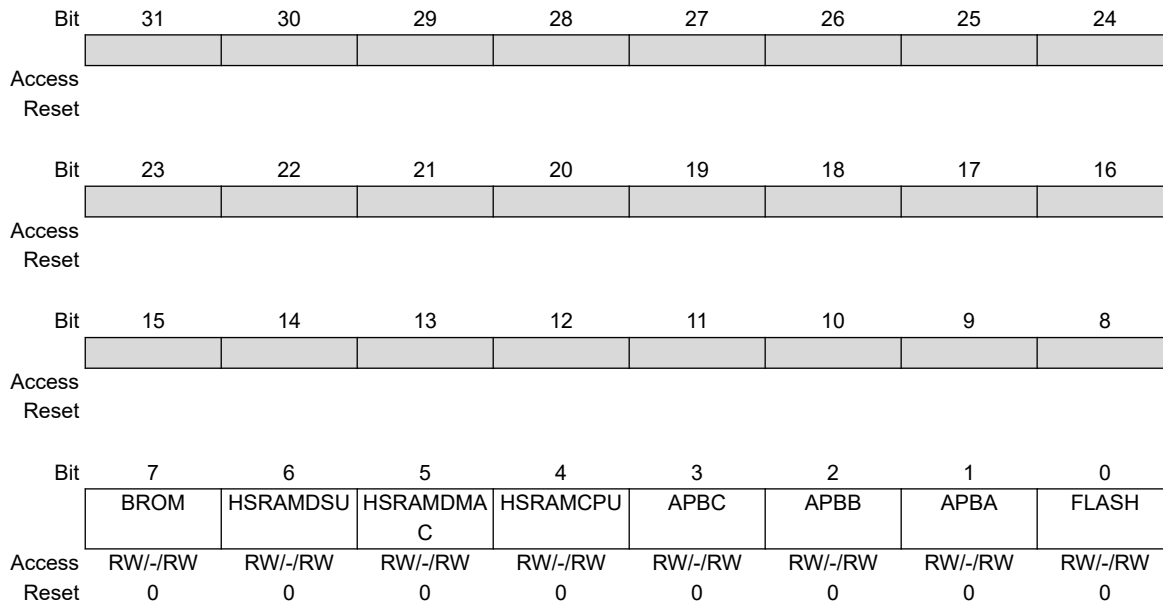 Bit 31 30 29 28 27 26 25 24
Access
Reset
Bit 23 22 21 20 19 18 17 16
Access
Reset
Bit 15 14 13 12 11 10 9 8
Access
Reset
Bit 7 6 5 4 3 2 1 0
BROM HSRAMDSU HSRAMDMA HSRAMCPU APBC APBB APBA FLASH
C
Access RW/-/RW RW/-/RW RW/-/RW RW/-/RW RW/-/RW RW/-/RW RW/-/RW RW/-/RW
Reset 0 0 0 0 0 0 0 0